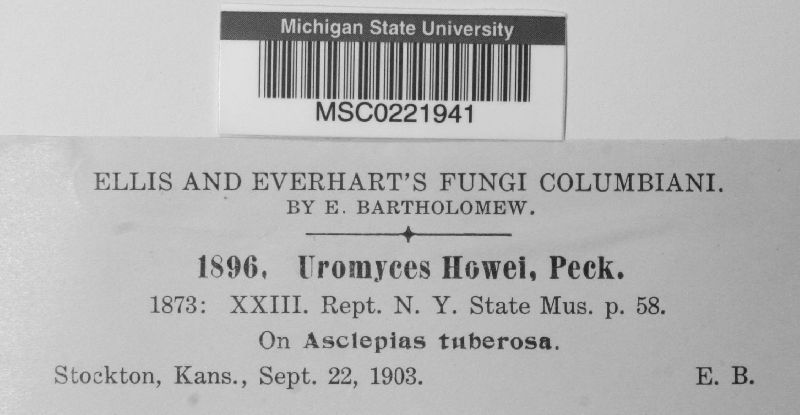 Michigan State University
MSC0221941
ELLIS AND EVERHART'S FUNGI COLUMBIANI.
BY E. BARTHOLOMEW.
1896. Uromyces Howei, Peck.
1873: XXIII. Rept. N. Y. State Mus. p. 58.
On Asclepias tuberosa.
Stockton, Kans., Sept. 22, 1903. E. B.